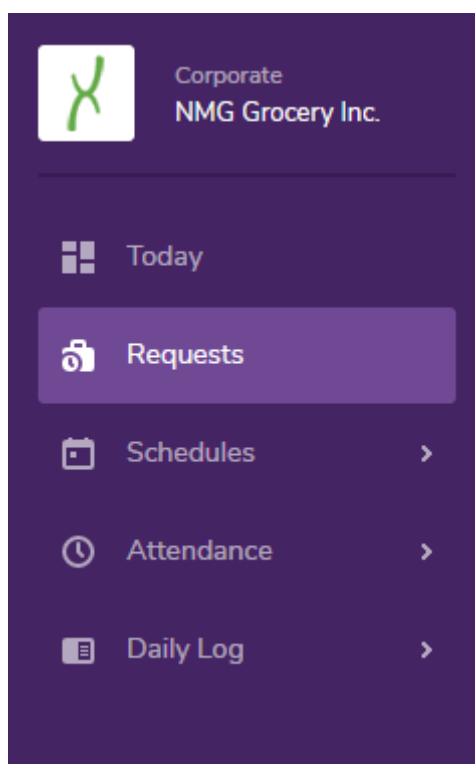 Corporate
NMG Grocery Inc.
Today
Requests
Schedules
Attendance
Daily Log